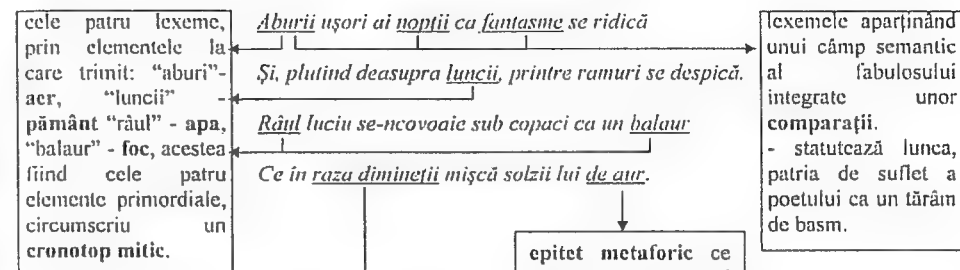 cele patru lexeme,
prin elementele la
care trimit: “aburi”-
aer, “luncii” -
pământ “râul” - apa,
“balaur” - foc, acestea
fiind cele patru
elemente primordiale,
circumscriu un
cronotop mitic.
Aburii ușori ai nopții ca fantasme se ridică
Și, plutind deasupra luncii, printre ramuri se despică.
Râul luciu se-ncovoaie sub copaci ca un balaur
Ce în raza dimineții mișcă solzii lui de aur.
epitet metaforic ce
lexemele aparținând
unui câmp semantic
al fabulosului
integrate unor
comparații.
- statutează lunca,
patria de suflet a
poetului ca un tărâm
de basm.